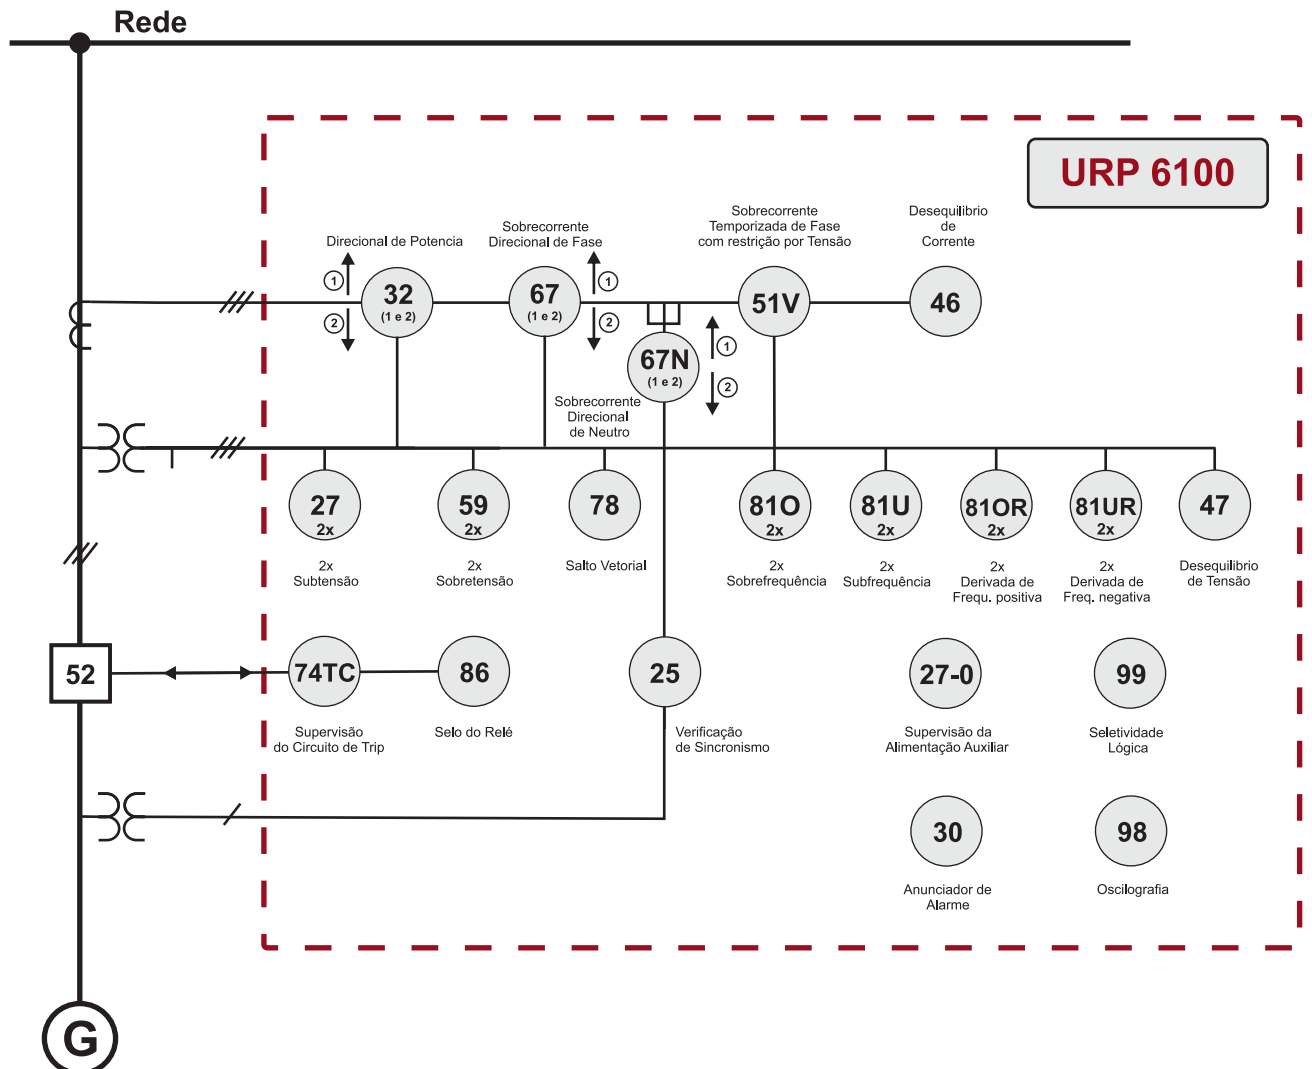 Rede
URP 6100
Direcional de Potencia
Sobrecorrente
Direcional de Fase
Sobrecorrente
Temporizada de Fase
com restrição por Tensão
Desequilibrio
de
Corrente
1
2
32
(1 e 2)
67
(1 e 2)
1
2
51V
46
67N
(1 e 2)
1
2
Sobrecorrente
Direcional
de Neutro
27
2x
59
2x
78
81O
2x
81U
2x
81OR
2x
81UR
2x
47
2x
Subtensão
2x
Sobretensão
Salto Vetorial
2x
Sobrefrequência
2x
Subfrequência
2x
Derivada de
Frequ. positiva
2x
Derivada de
Freq. negativa
Desequilibrio
de Tensão
52
74TC
86
25
27-0
99
Supervisão
do Circuito de Trip
Selo do Relé
Verificação
de Sincronismo
Supervisão da
Alimentação Auxiliar
Seletividade
Lógica
30
98
Anunciador de
Alarme
Oscilografia
G